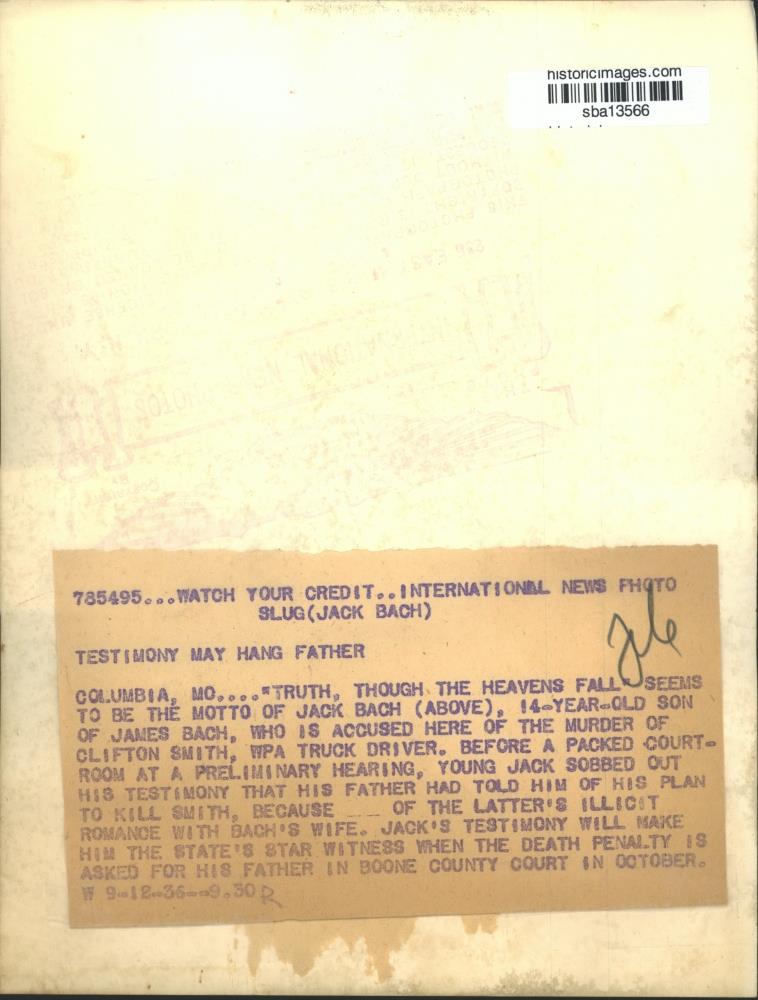 historicimages.com
sba13566
INTERNATIONAL NEWS PHOTOS
785495...WATCH YOUR CREDIT..INTERNATIONAL NEWS PHOTO
SLUG(JACK BACH)
TESTIMONY MAY HANG FATHER
COLUMBIA, MO...."TRUTH, THOUGH THE HEAVENS FALL" SEEMS
TO BE THE MOTTO OF JACK BACH (ABOVE), 14-YEAR-OLD SON
OF JAMES BACH, WHO IS ACCUSED HERE OF THE MURDER OF
CLIFTON SMITH, WPA TRUCK DRIVER. BEFORE A PACKED COURT-
ROOM AT A PRELIMINARY HEARING, YOUNG JACK SOBBED OUT
HIS TESTIMONY THAT HIS FATHER HAD TOLD HIM OF HIS PLAN
TO KILL SMITH, BECAUSE ___ OF THE LATTER'S ILLICIT
ROMANCE WITH BACH'S WIFE. JACK'S TESTIMONY WILL MAKE
HIM THE STATE'S STAR WITNESS WHEN THE DEATH PENALTY IS
ASKED FOR HIS FATHER IN BOONE COUNTY COURT IN OCTOBER.
W 9-12-36--9.30 R